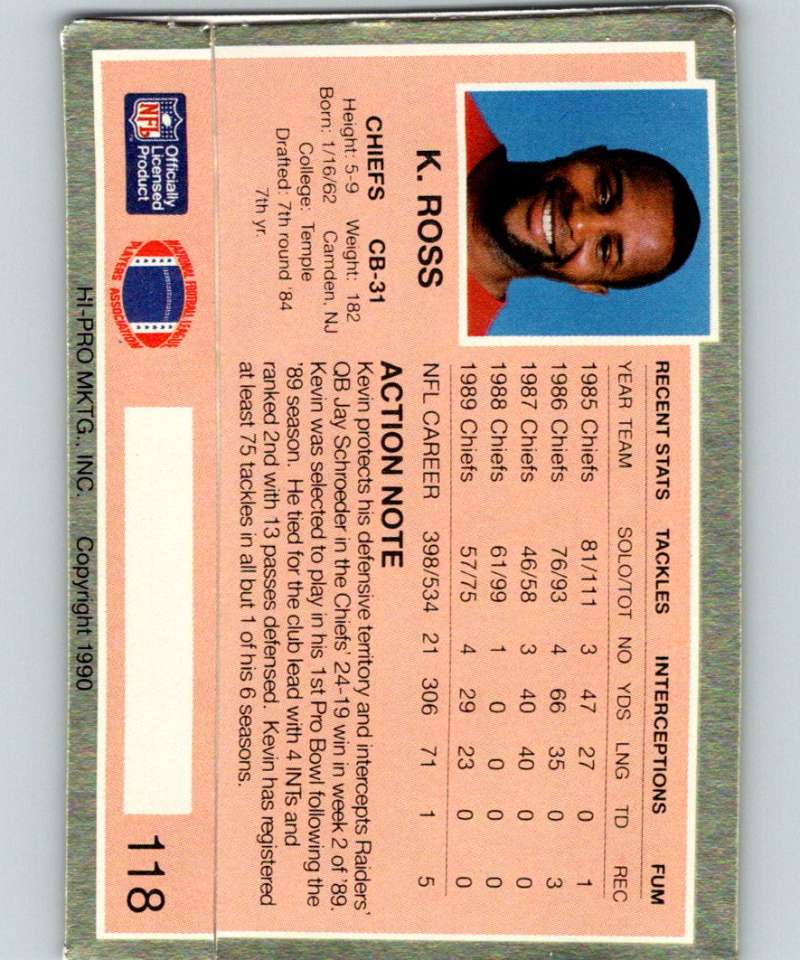 K. ROSS
CHIEFS CB-31
Height: 5-9 Weight: 182
Born: 1/16/62 Camden, NJ
College: Temple
Drafted: 7th round '84
7th yr.
RECENT STATS TACKLES INTERCEPTIONS FUM
YEAR TEAM SOLO/TOT NO YDS LNG TD REC
1985 Chiefs 81/111 3 47 27 0 1
1986 Chiefs 76/93 4 66 35 0 3
1987 Chiefs 46/58 3 40 40 0 0
1988 Chiefs 61/99 1 0 0 0 0
1989 Chiefs 57/75 4 29 23 0 0
NFL CAREER 398/534 21 306 71 1 5
ACTION NOTE
Kevin protects his defensive territory and intercepts Raiders'
QB Jay Schroeder in the Chiefs' 24-19 win in week 2 of '89.
Kevin was selected to play in his 1st Pro Bowl following the
'89 season. He tied for the club lead with 4 INTs and
ranked 2nd with 13 passes defensed. Kevin has registered
at least 75 tackles in all but 1 of his 6 seasons.
NFL
Officially
Licensed
Product
NATIONAL FOOTBALL LEAGUE
PLAYERS ASSOCIATION
118
HI-PRO MKTG., INC. Copyright 1990